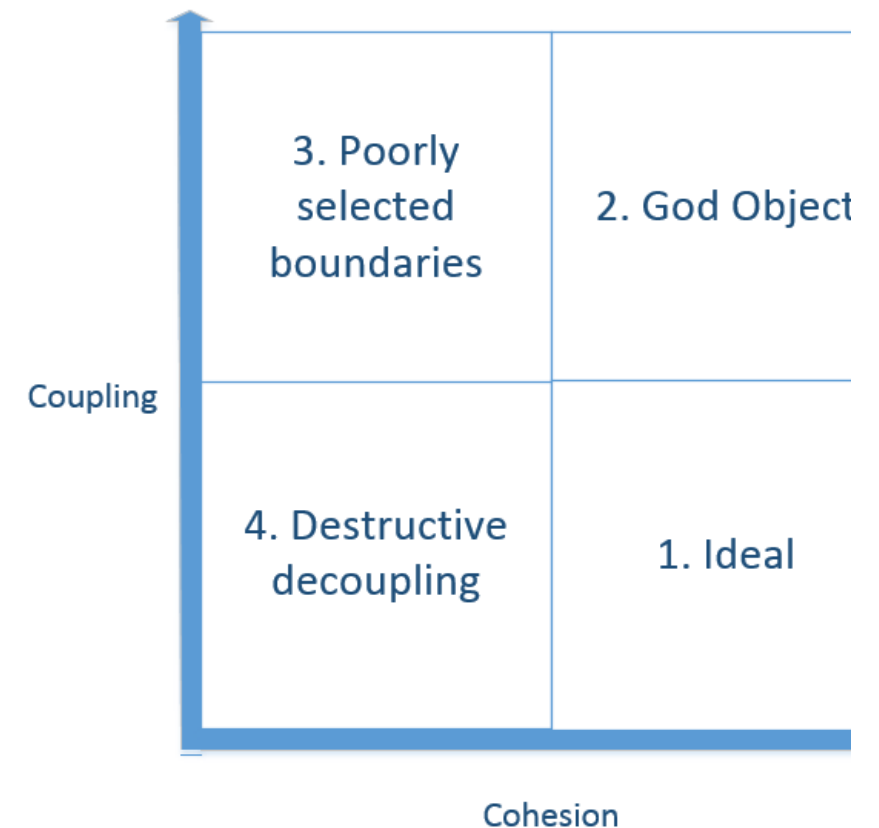 3. Poorly
selected
boundaries
2. God Object
Coupling
4. Destructive
decoupling
1. Ideal
Cohesion